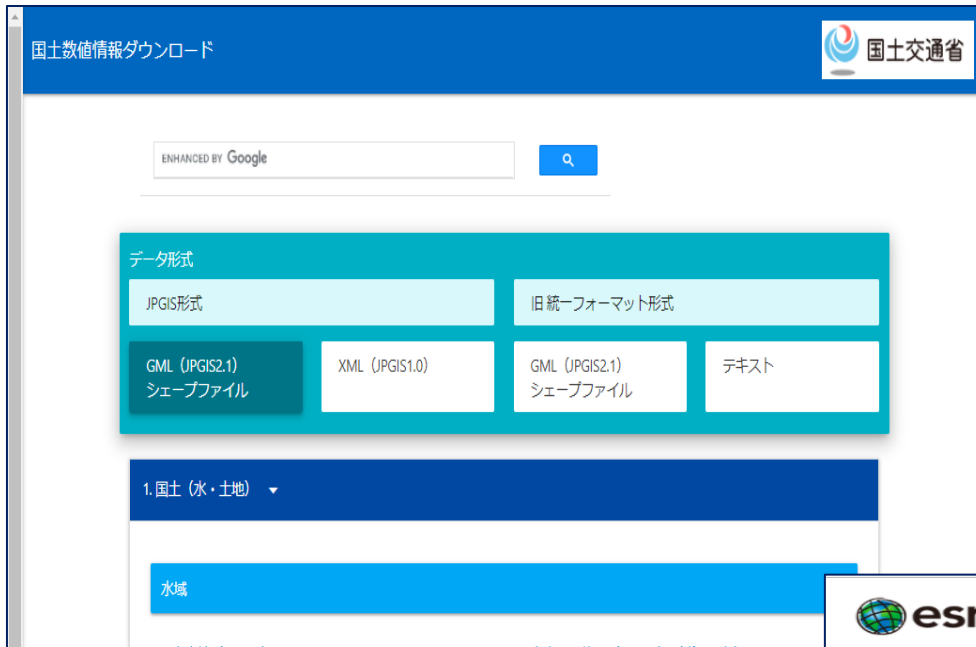 国土数値情報ダウンロード
国土交通省
ENHANCED BY Google
データ形式
JPGIS形式
旧 統一フォーマット形式
GML（JPGIS2.1）
シェープファイル
XML（JPGIS1.0）
GML（JPGIS2.1）
シェープファイル
テキスト
1. 国土（水・土地）
水域